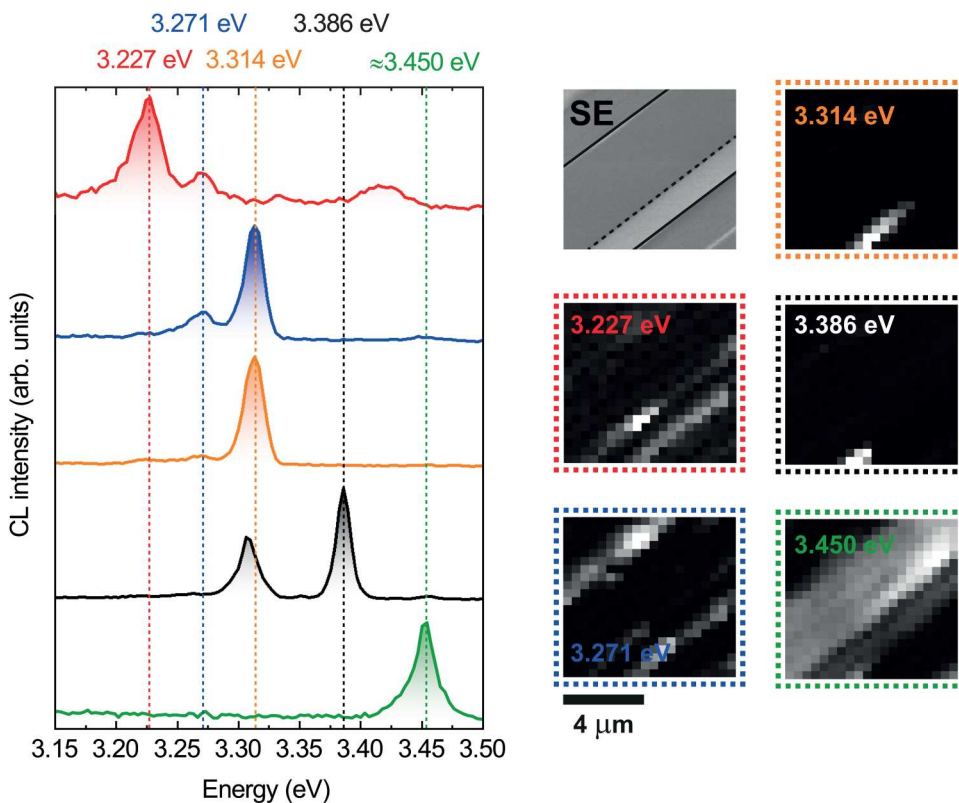 3.271 eV 3.386 eV
3.227 eV 3.314 eV ≈3.450 eV
CL intensity (arb. units)
3.15 3.20 3.25 3.30 3.35 3.40 3.45 3.50
Energy (eV)
SE
3.314 eV
3.227 eV
3.386 eV
3.271 eV
3.450 eV
4 μm